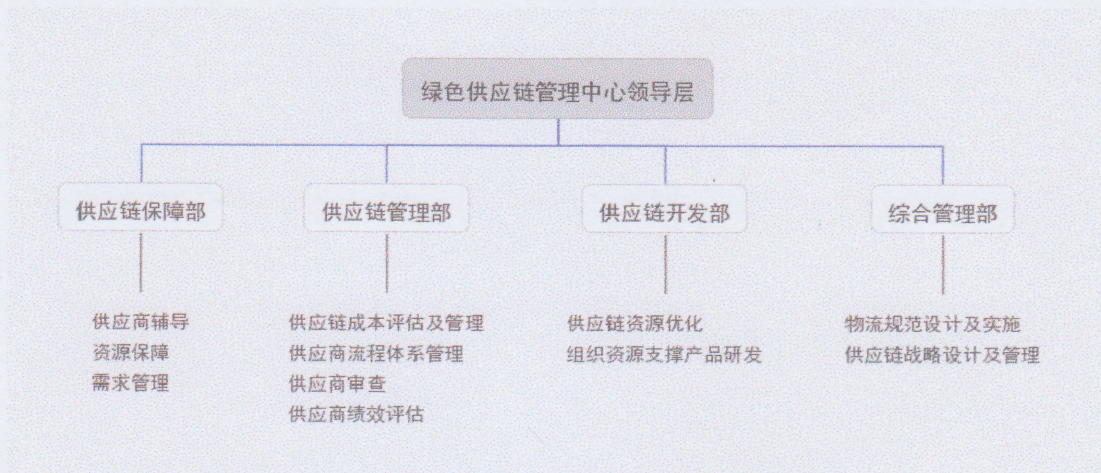 绿色供应链管理中心领导层
供应链保障部
供应链管理部
供应链开发部
综合管理部
供应商辅导
资源保障
需求管理
供应链成本评估及管理
供应商流程体系管理
供应商审查
供应商绩效评估
供应链资源优化
组织资源支撑产品研发
物流规范设计及实施
供应链战略设计及管理